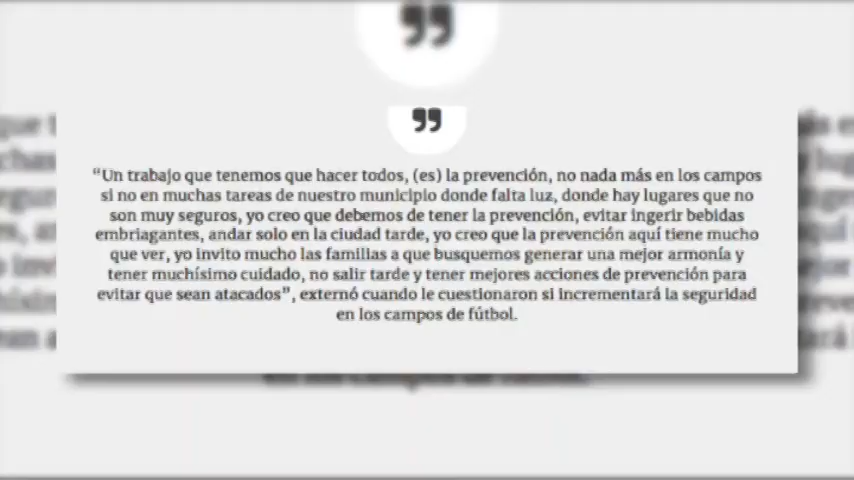 ”
”
“Un trabajo que tenemos que hacer todos, (es) la prevención, no nada más en los campos
si no en muchas tareas de nuestro municipio donde falta luz, donde hay lugares que no
son muy seguros, yo creo que debemos de tener la prevención, evitar ingerir bebidas
embriagantes, andar solo en la ciudad tarde, yo creo que la prevención aquí tiene mucho
que ver, yo invito mucho las familias a que busquemos generar una mejor armonía y
tener muchísimo cuidado, no salir tarde y tener mejores acciones de prevención para
evitar que sean atacados”, externó cuando le cuestionaron si incrementará la seguridad
en los campos de fútbol.